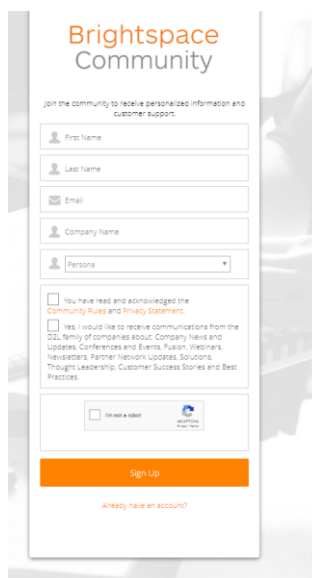 Brightspace
Community
Join the community to receive personalized information and
customer support.
First Name
Last Name
Email
Company Name
Persona
You have read and acknowledged the
Community Rules and Privacy Statement.
Yes, I would like to receive communications from the
D2L family of companies about: Company News and
Updates, Conferences and Events, Fusion, Webinars,
Newsletters, Partner Network Updates, Solutions,
Thought Leadership, Customer Success Stories and Best
Practices.
I'm not a robot
reCAPTCHA
Privacy - Terms
Sign Up
Already have an account?